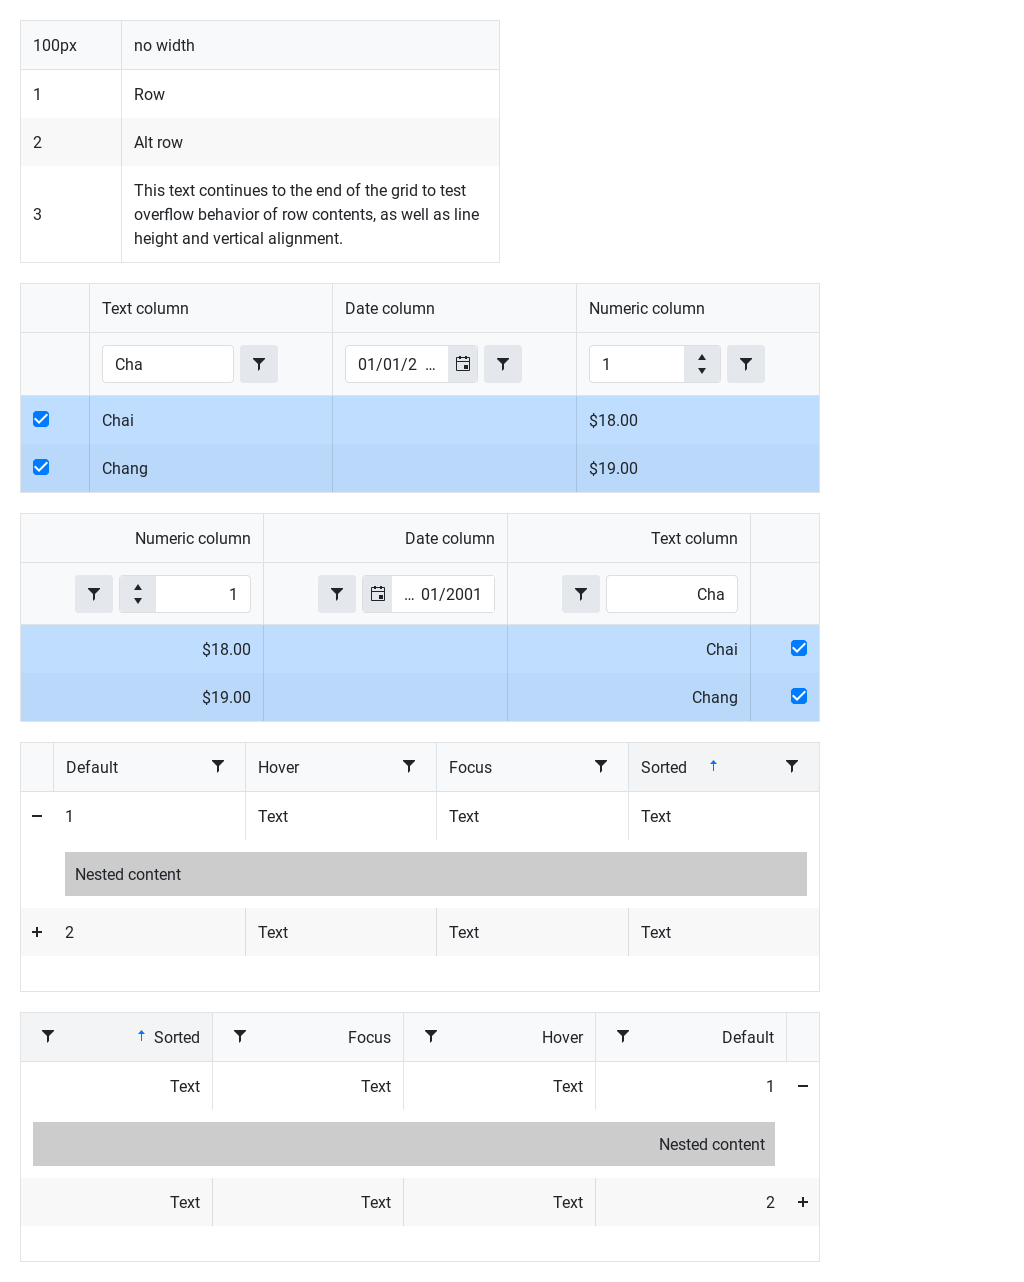 100px no width
1 Row
2 Alt row
This text continues to the end of the grid to test
3 overflow behavior of row contents, as well as line
height and vertical alignment.
Text column Date column Numeric column
Cha 01/01/2 … 1
Chai $18.00
Chang $19.00
Numeric column Date column Text column
1 … 01/2001 Cha
$18.00 Chai
$19.00 Chang
Default Hover Focus Sorted
1 Text Text Text
Nested content
2 Text Text Text
Sorted Focus Hover Default
Text Text Text 1
Nested content
Text Text Text 2